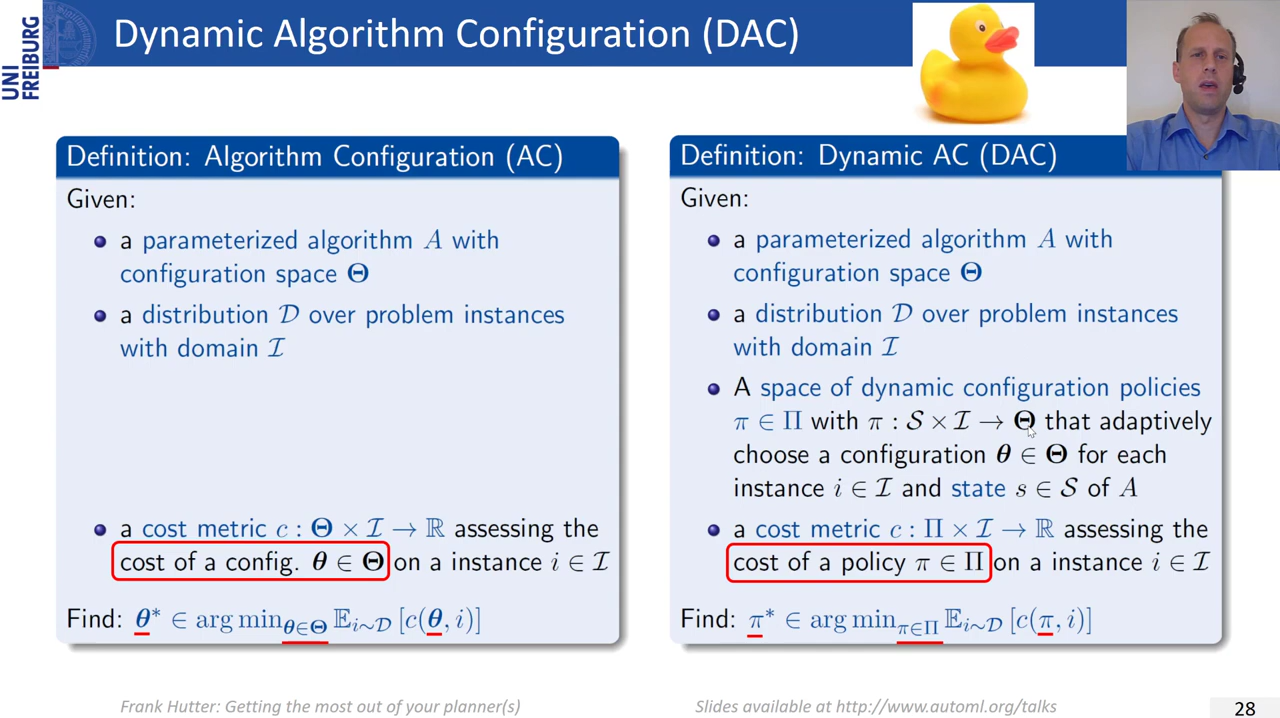 Dynamic Algorithm Configuration (DAC)
UNI
FREIBURG
Definition: Algorithm Configuration (AC)
Given:
a parameterized algorithm A with
configuration space Θ
a distribution 𝒟 over problem instances
with domain ℐ
a cost metric c : Θ × ℐ → ℝ assessing the
cost of a config. θ ∈ Θ on a instance i ∈ ℐ
Find: θ* ∈ arg min_{θ∈Θ} 𝔼_{i∼𝒟} [c(θ, i)]
Definition: Dynamic AC (DAC)
Given:
a parameterized algorithm A with
configuration space Θ
a distribution 𝒟 over problem instances
with domain ℐ
A space of dynamic configuration policies
π ∈ Π with π : 𝒮 × ℐ → Θ that adaptively
choose a configuration θ ∈ Θ for each
instance i ∈ ℐ and state s ∈ 𝒮 of A
a cost metric c : Π × ℐ → ℝ assessing the
cost of a policy π ∈ Π on a instance i ∈ ℐ
Find: π* ∈ arg min_{π∈Π} 𝔼_{i∼𝒟} [c(π, i)]
Frank Hutter: Getting the most out of your planner(s)
Slides available at http://www.automl.org/talks
28